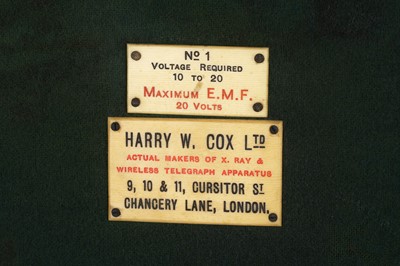 Nº 1
VOLTAGE REQUIRED
10 TO 20
MAXIMUM E.M.F.
20 VOLTS
HARRY W. COX LTD
ACTUAL MAKERS OF X. RAY &
WIRELESS TELEGRAPH APPARATUS
9, 10 & 11, CURSITOR ST
CHANCERY LANE, LONDON.